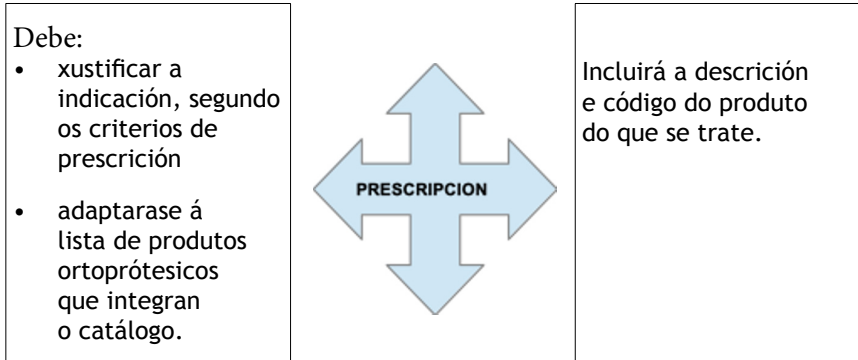 Debe:
• xustificar a
indicación, segundo
os criterios de
prescrición
• adaptarase á
lista de produtos
ortoprótesicos
que integran
o catálogo.
PRESCRIPCION
Incluirá a descrición
e código do produto
do que se trate.